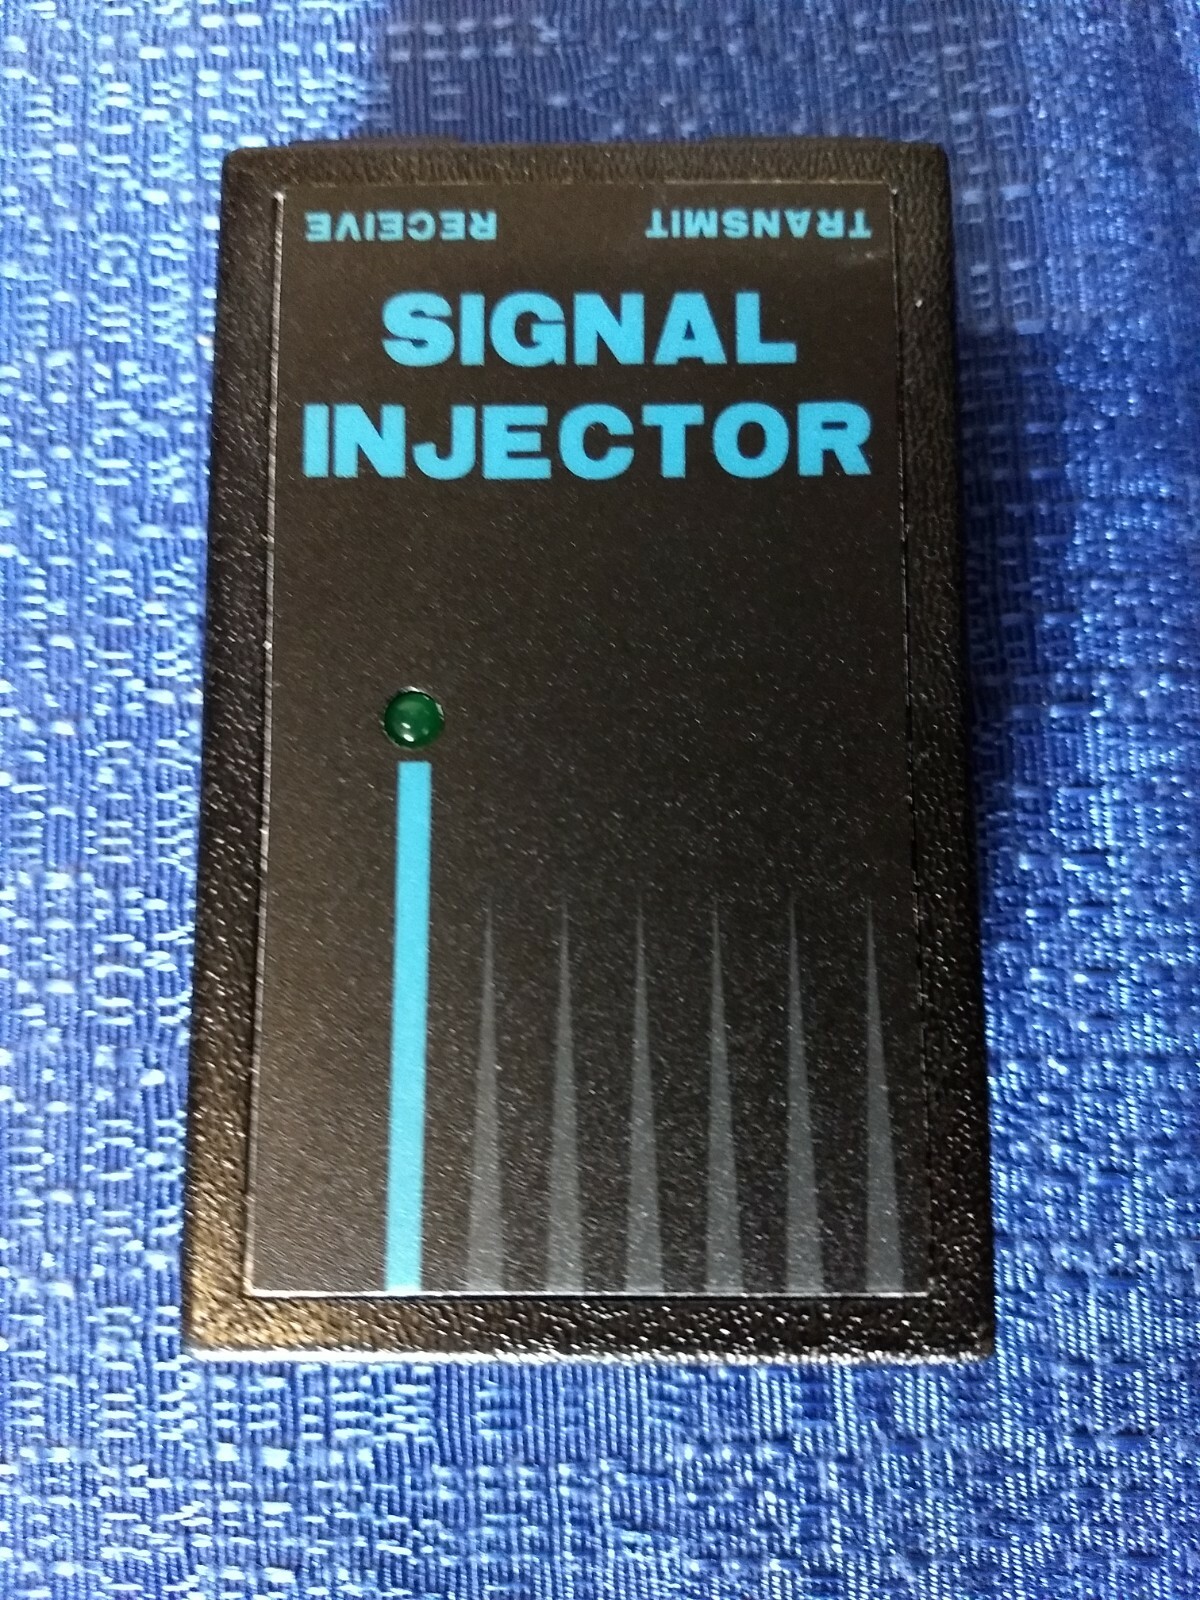 RECEIVE TRANSMIT
SIGNAL
INJECTOR